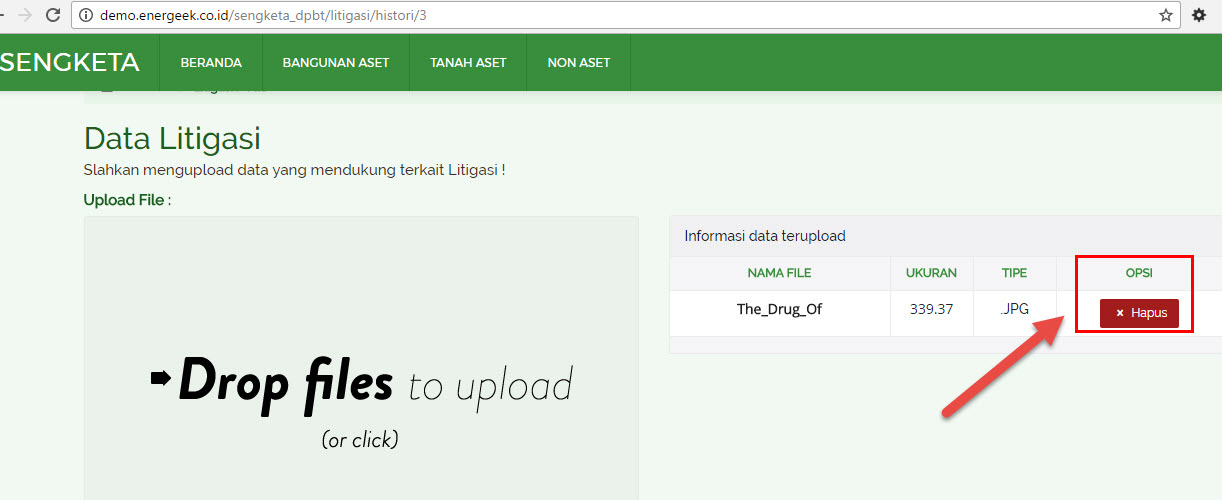 demo.energeek.co.id/sengketa_dpbt/litigasi/histori/3
SENGKETA BERANDA BANGUNAN ASET TANAH ASET NON ASET
Data Litigasi
Slahkan mengupload data yang mendukung terkait Litigasi !
Upload File :
Drop files to upload
(or click)
Informasi data terupload
NAMA FILE UKURAN TIPE OPSI
The_Drug_Of 339.37 .JPG × Hapus